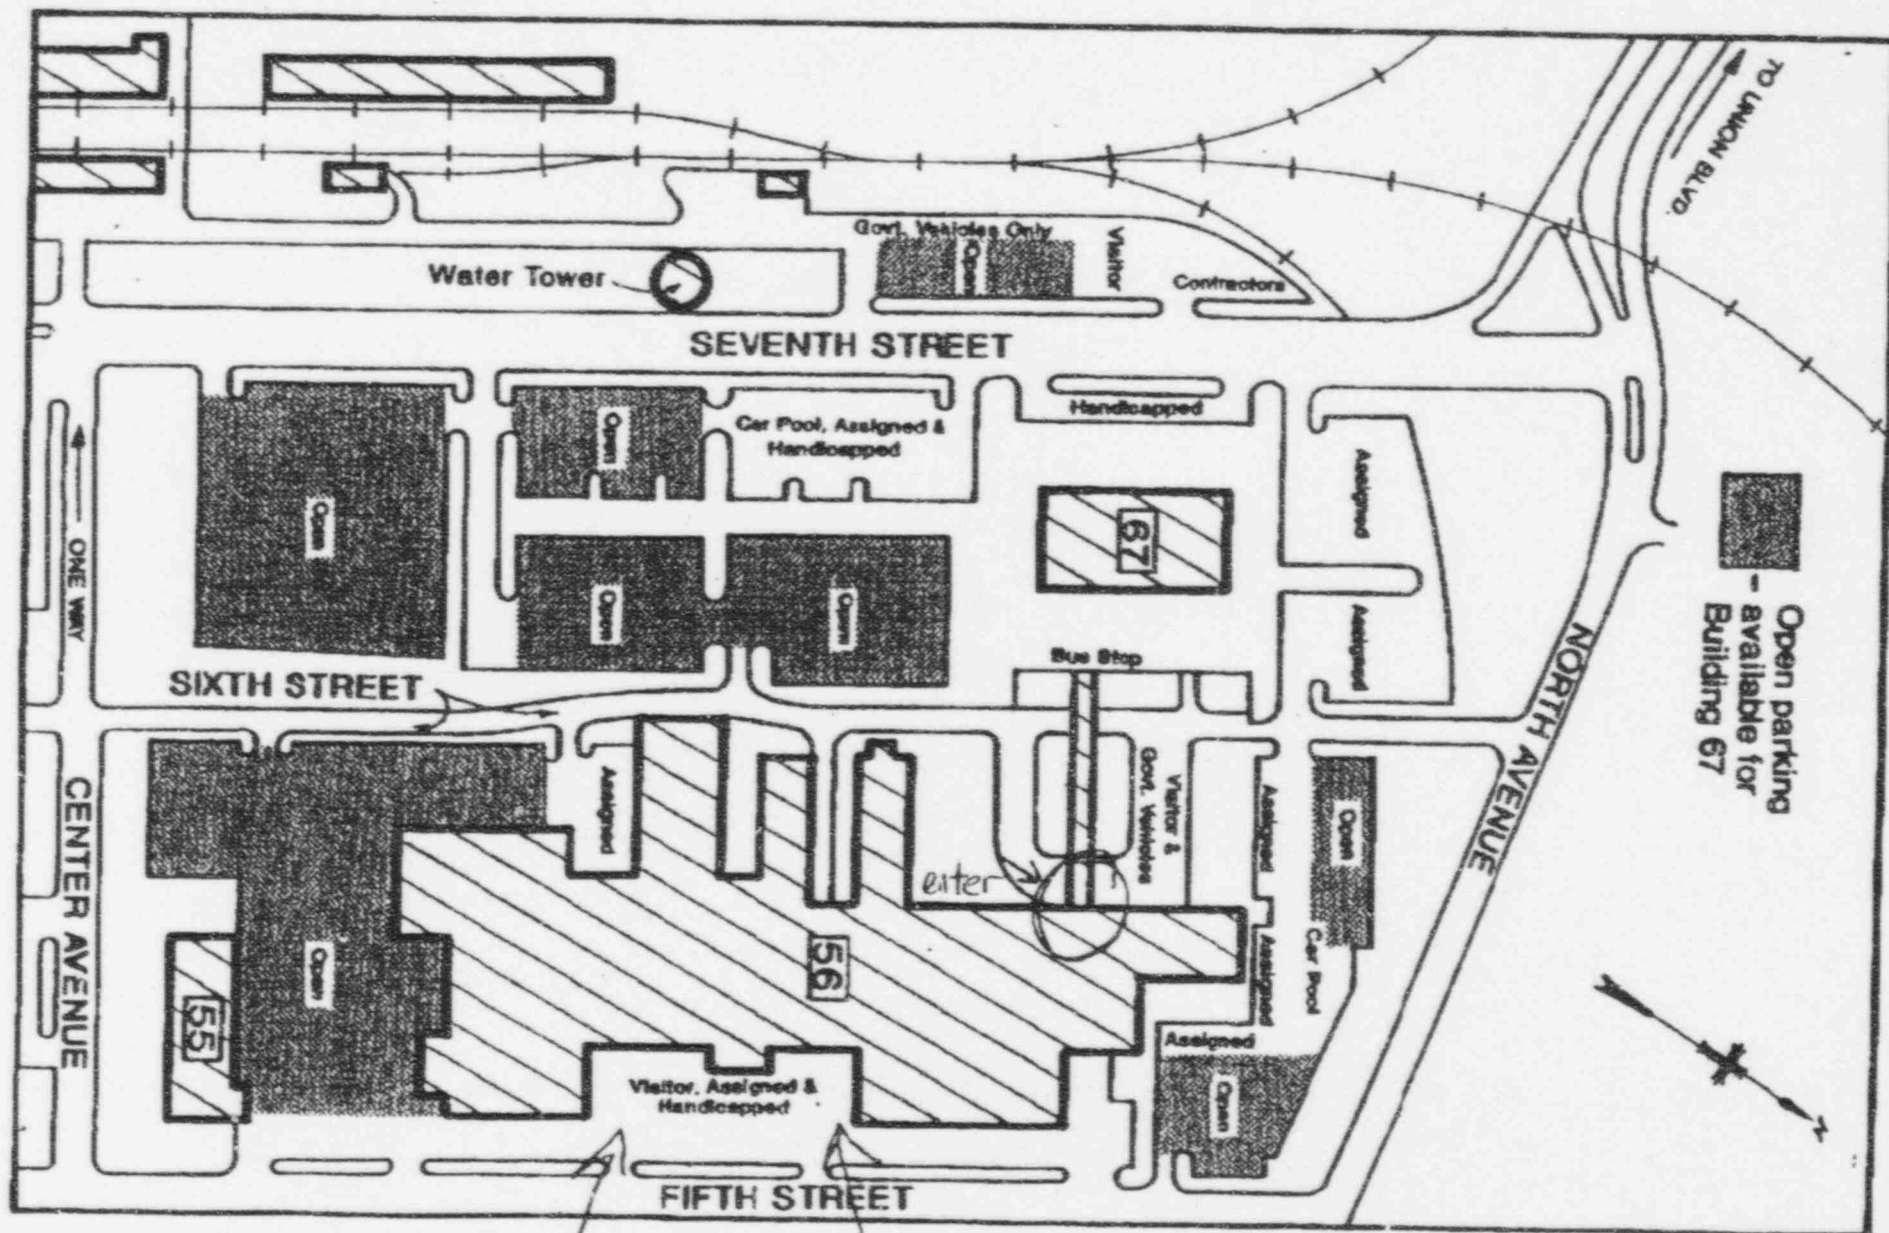 TO UNION BLVD.
Govt. Vehicles Only
Open
Visitor
Contractors
Water Tower
SEVENTH STREET
Handicapped
Open
Car Pool, Assigned &
Handicapped
Assigned
Open
67
Open parking
- available for
Building 67
ONE WAY
Open
Open
Assigned
NORTH AVENUE
Bus Stop
SIXTH STREET
Assigned
Visitor &
Govt. Vehicles
Assigned
Open
CENTER AVENUE
enter
56
Open
Assigned
Car Pool
55
Assigned
Visitor, Assigned &
Handicapped
Open
N
FIFTH STREET